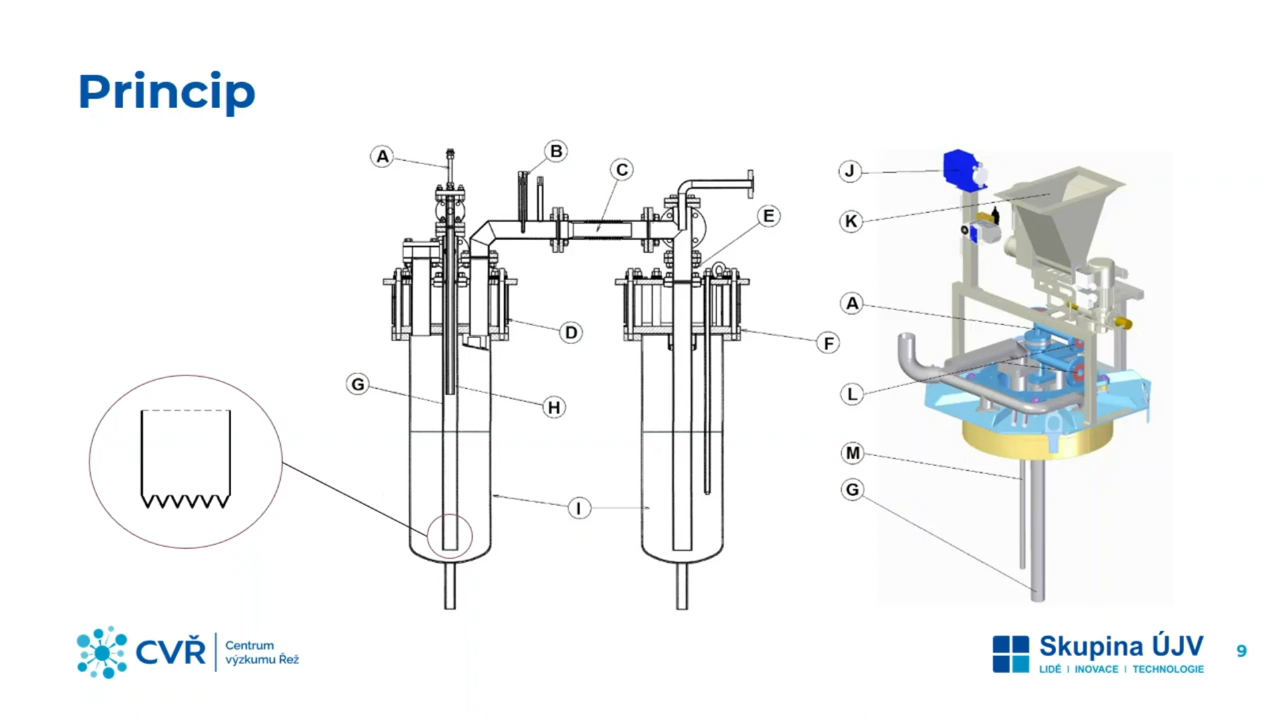 Princip
A
B
C
D
E
F
G
H
I
J
K
A
L
M
G
CVŘ
Centrum
výzkumu Řež
Skupina ÚJV
LIDÉ | INOVACE | TECHNOLOGIE
9